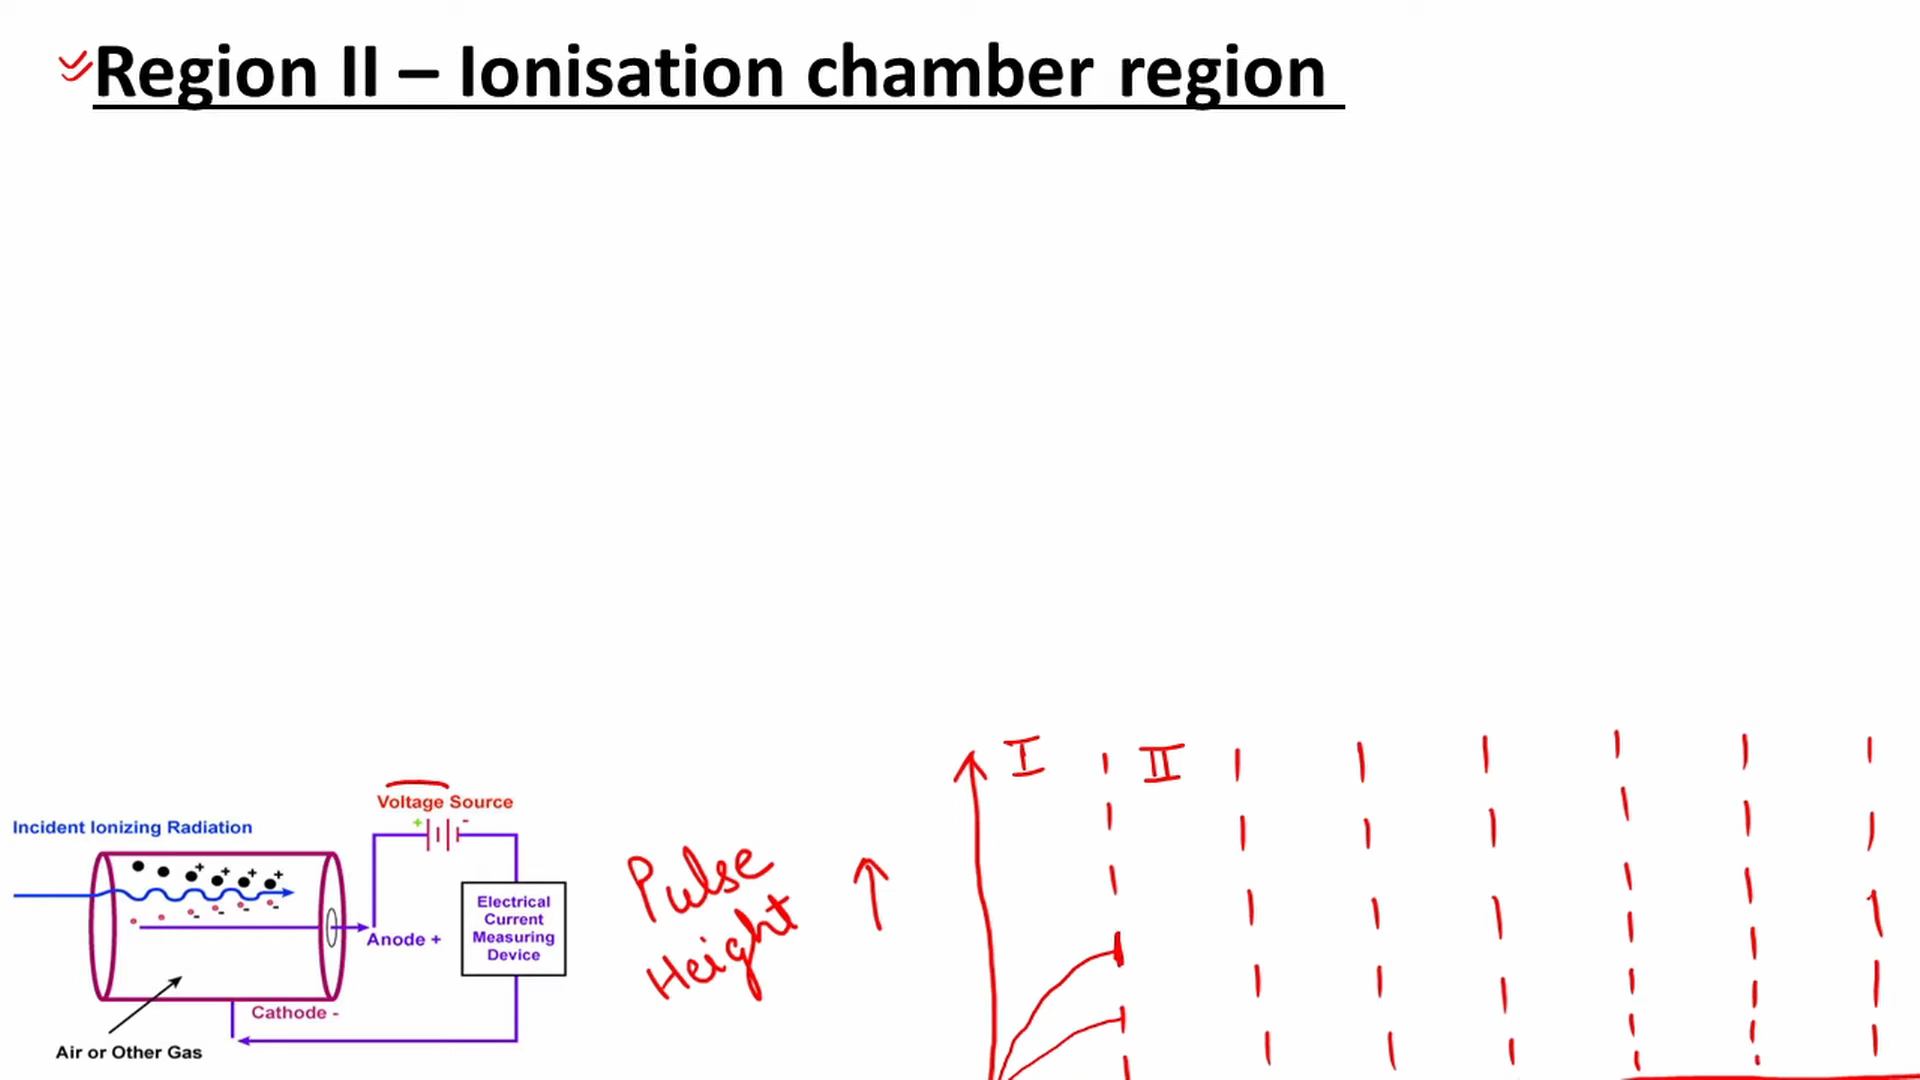 Region II – Ionisation chamber region
I
II
Voltage Source
+ -
Incident Ionizing Radiation
+ + + + +
- - - -
Electrical
Current
Measuring
Device
Anode +
Cathode -
Air or Other Gas
Pulse
Height